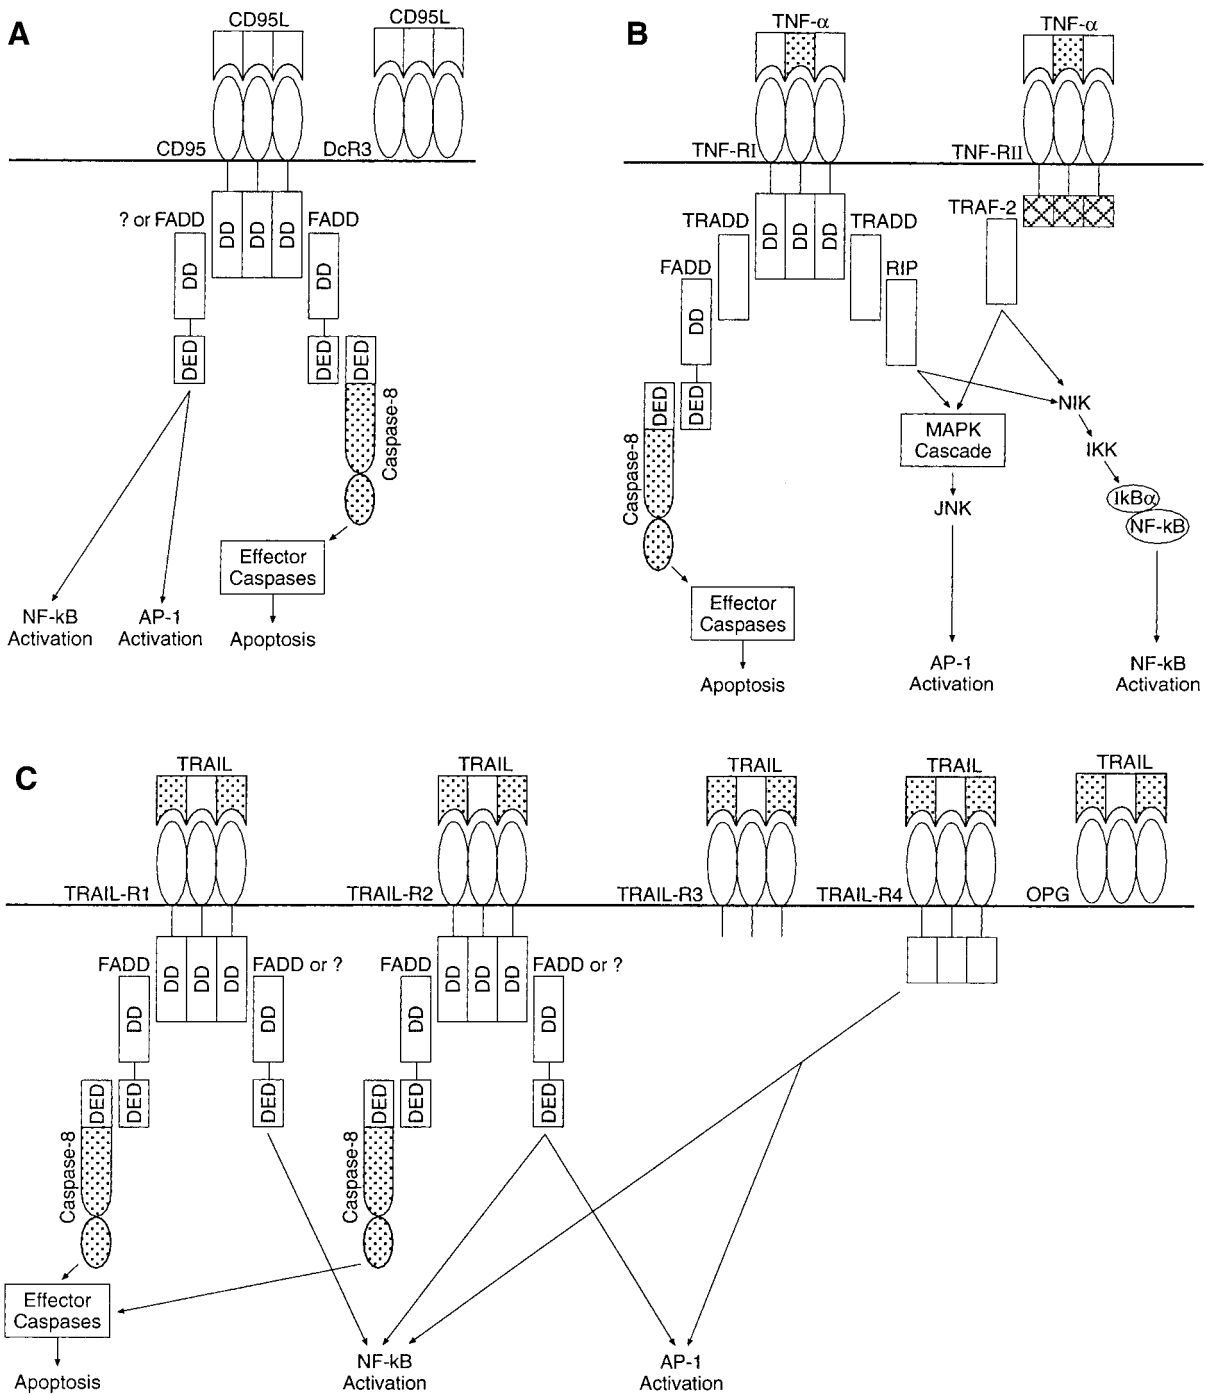 A
CD95L
CD95L
CD95
DcR3
? or FADD
FADD
DD
DD
DD
DD
DD
DED
DED
DED
Caspase-8
Effector
Caspases
NF-kB
Activation
AP-1
Activation
Apoptosis
B
TNF-α
TNF-α
TNF-RI
TNF-RII
TRADD
TRADD
TRAF-2
DD
DD
DD
FADD
RIP
DD
DED
DED
Caspase-8
NIK
MAPK
Cascade
IKK
JNK
IkBα
NF-kB
Effector
Caspases
Apoptosis
AP-1
Activation
NF-kB
Activation
C
TRAIL
TRAIL
TRAIL
TRAIL
TRAIL
TRAIL-R1
TRAIL-R2
TRAIL-R3
TRAIL-R4
OPG
FADD
DD
DD
DD
FADD or ?
FADD
DD
DD
DD
FADD or ?
DD
DD
DD
DD
DED
DED
DED
DED
DED
DED
Caspase-8
Caspase-8
Effector
Caspases
Apoptosis
NF-kB
Activation
AP-1
Activation